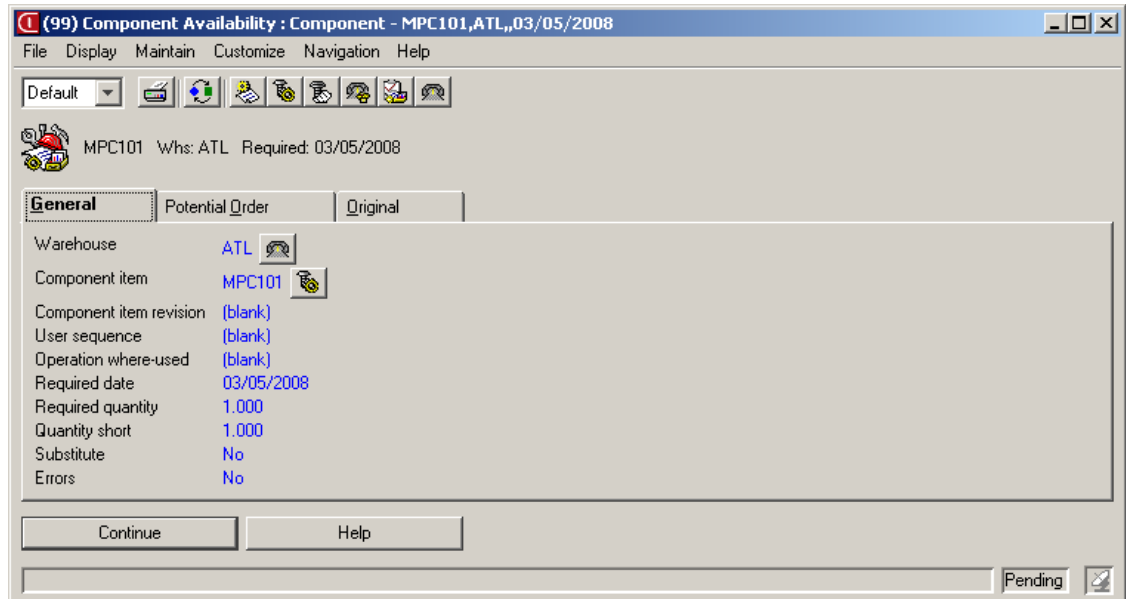 (99) Component Availability : Component - MPC101,ATL,,03/05/2008
File Display Maintain Customize Navigation Help
Default
MPC101 Whs: ATL Required: 03/05/2008
General Potential Order Original
Warehouse ATL
Component item MPC101
Component item revision (blank)
User sequence (blank)
Operation where-used (blank)
Required date 03/05/2008
Required quantity 1.000
Quantity short 1.000
Substitute No
Errors No
Continue Help
Pending